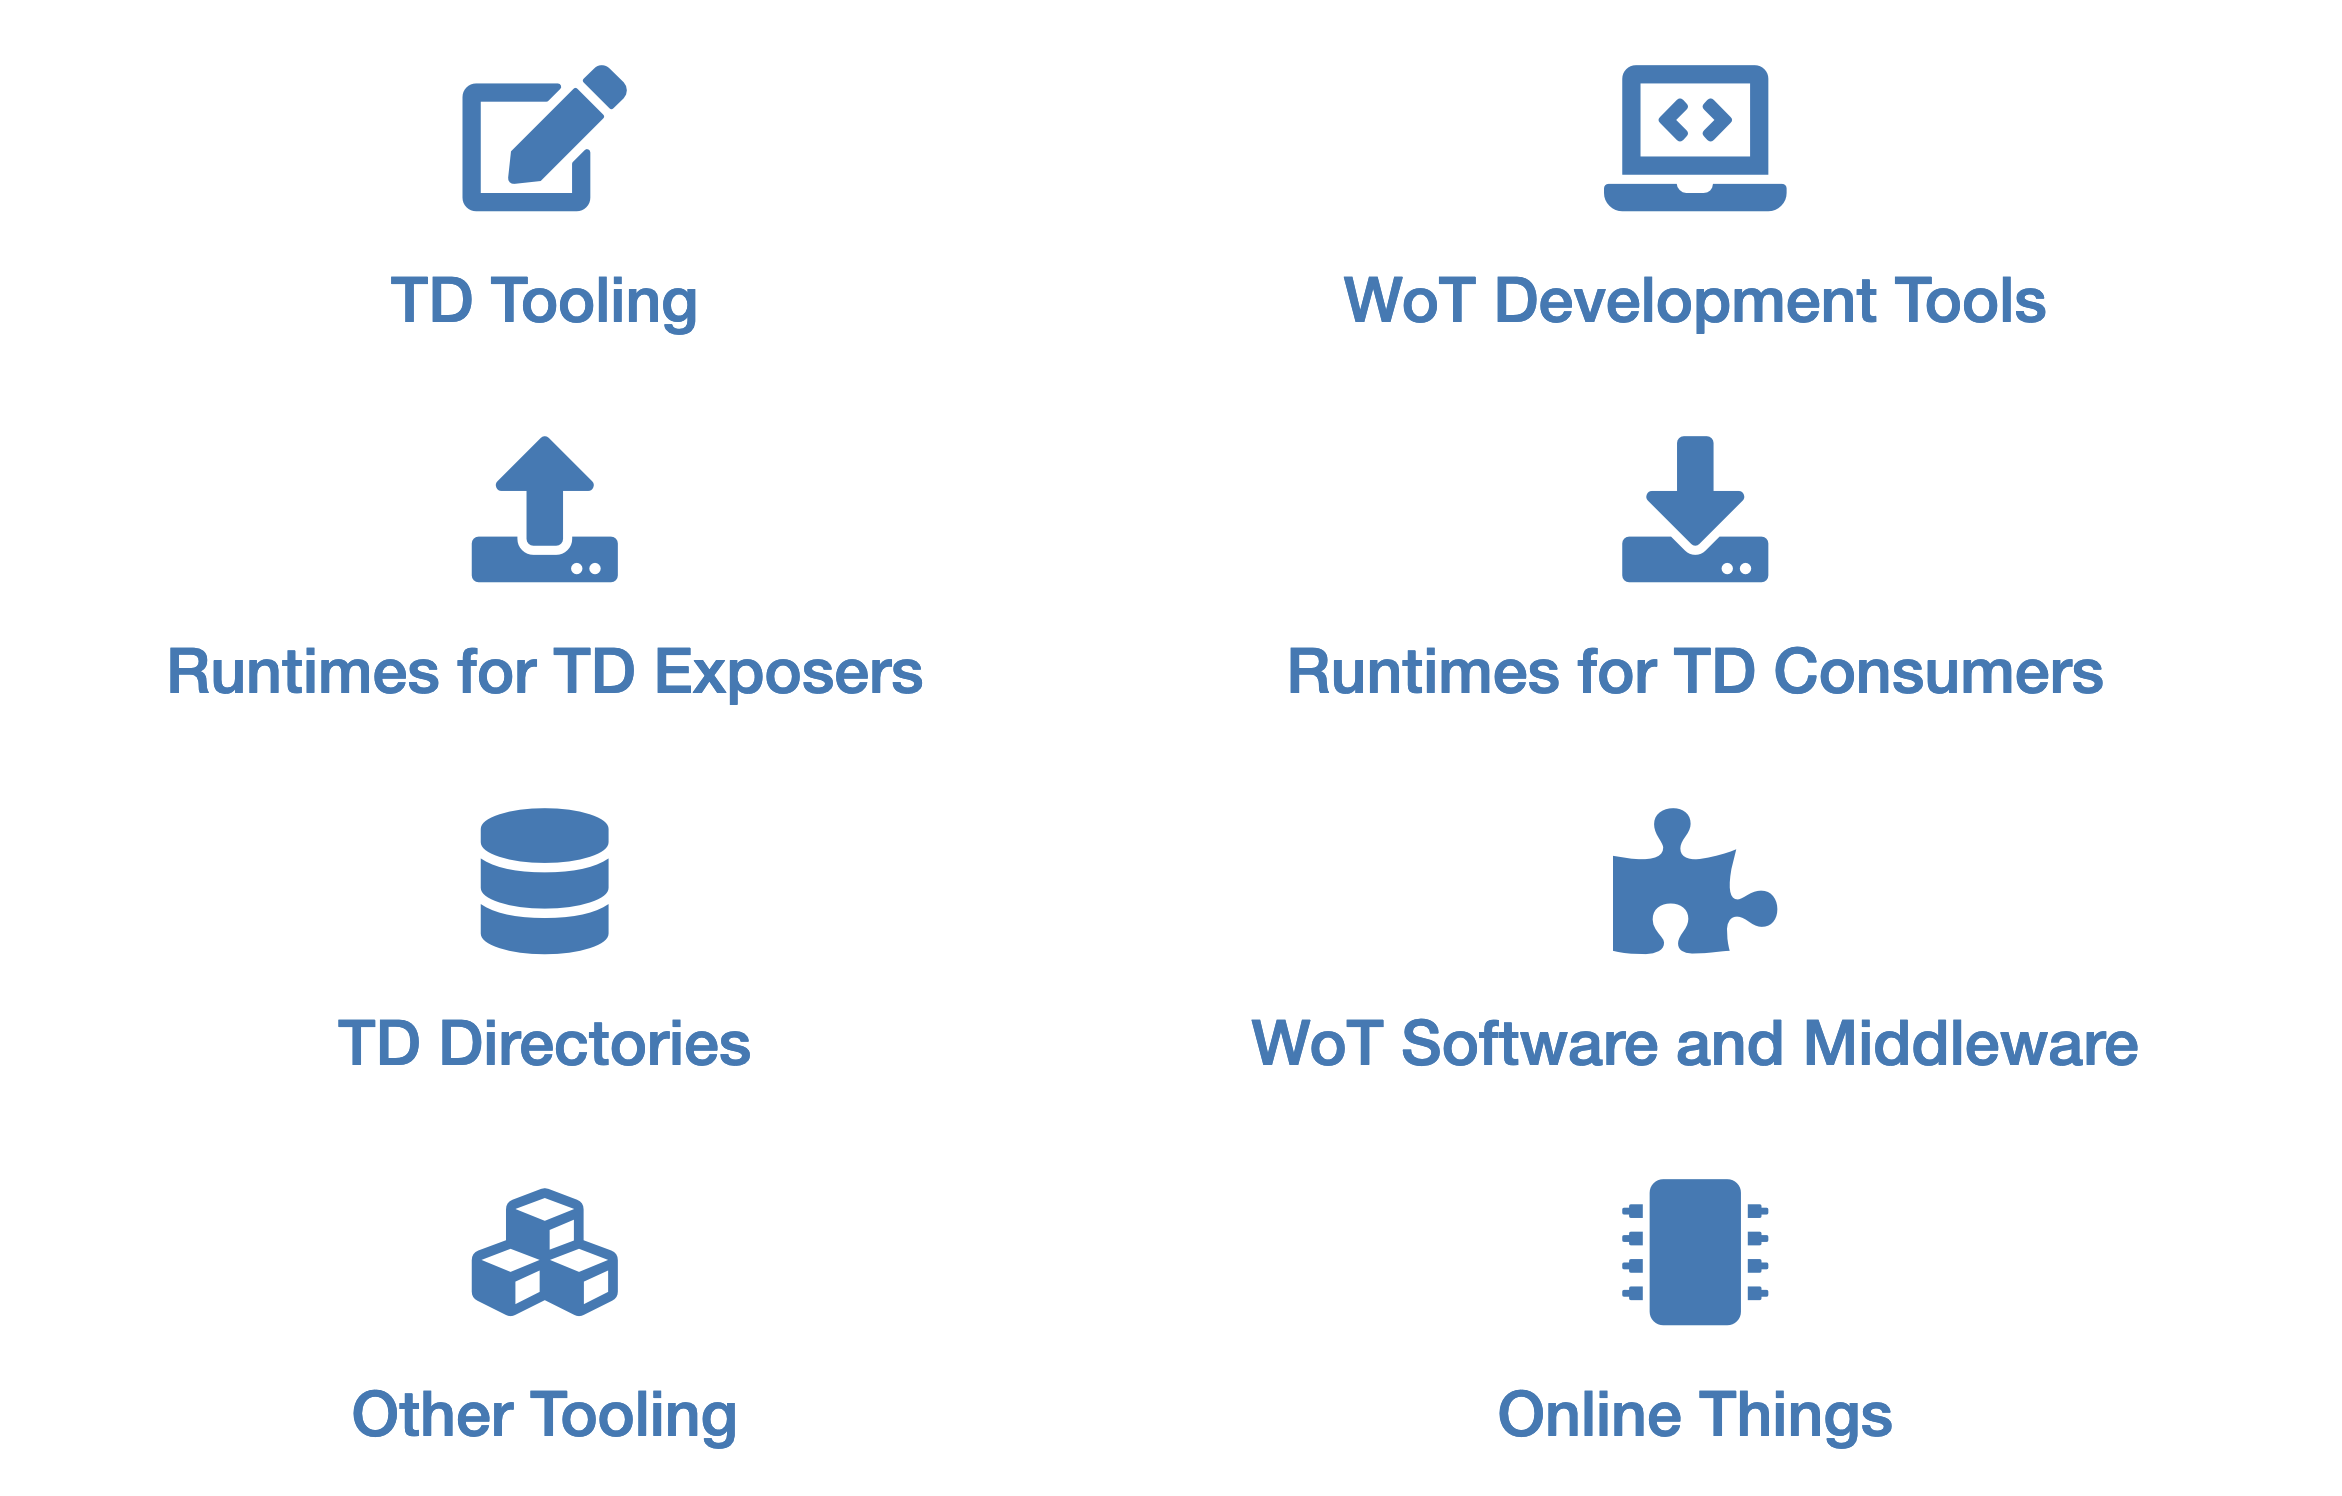 TD Tooling
WoT Development Tools
Runtimes for TD Exposers
Runtimes for TD Consumers
TD Directories
WoT Software and Middleware
Other Tooling
Online Things